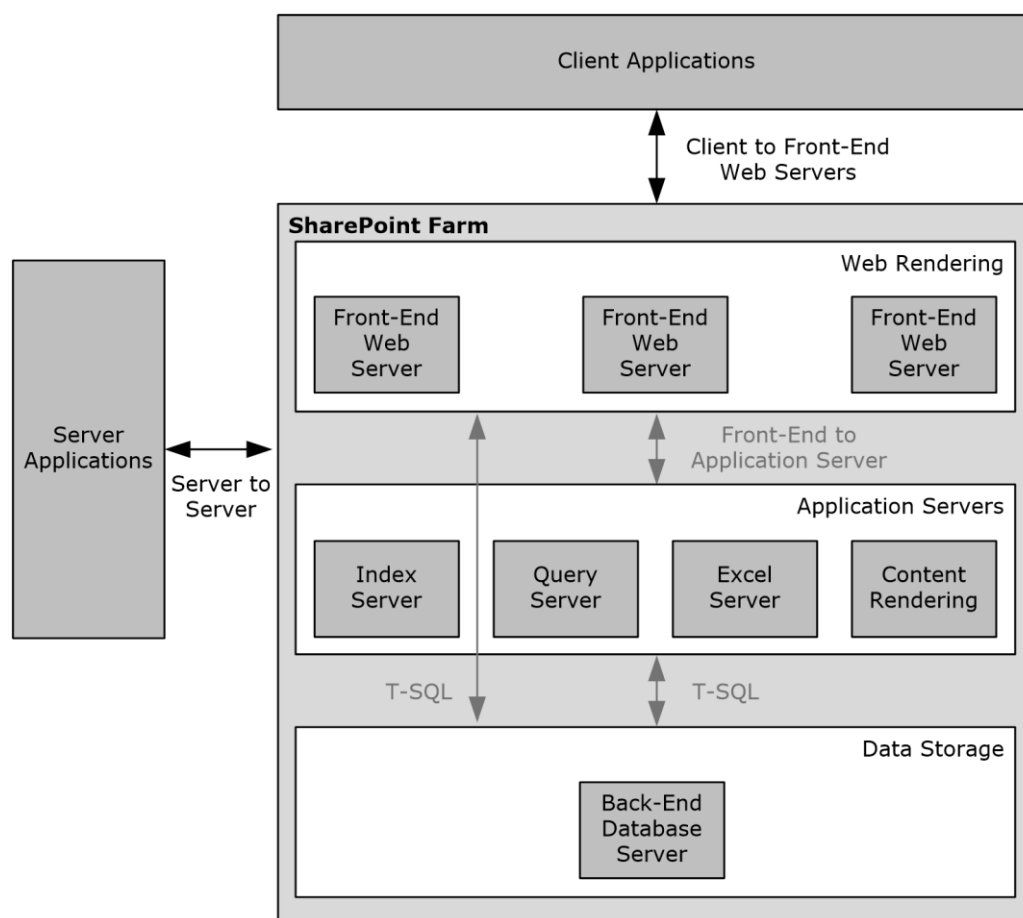 Client Applications
Client to Front-End
Web Servers
SharePoint Farm
Web Rendering
Front-End
Web
Server
Front-End
Web
Server
Front-End
Web
Server
Server
Applications
Server to
Server
Front-End to
Application Server
Application Servers
Index
Server
Query
Server
Excel
Server
Content
Rendering
T-SQL
T-SQL
Data Storage
Back-End
Database
Server